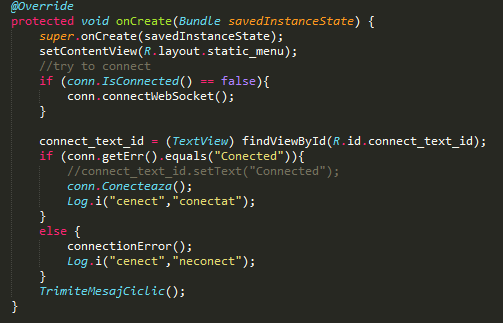 @Override
protected void onCreate(Bundle savedInstanceState) {
super.onCreate(savedInstanceState);
setContentView(R.layout.static_menu);
//try to connect
if (conn.IsConnected() == false){
conn.connectWebSocket();
}
connect_text_id = (TextView) findViewById(R.id.connect_text_id);
if (conn.getErr().equals("Conected")){
//connect_text_id.setText("Connected");
conn.Conecteaza();
Log.i("cenect","conectat");
}
else {
connectionError();
Log.i("cenect","neconect");
}
TrimiteMesajCiclic();
}